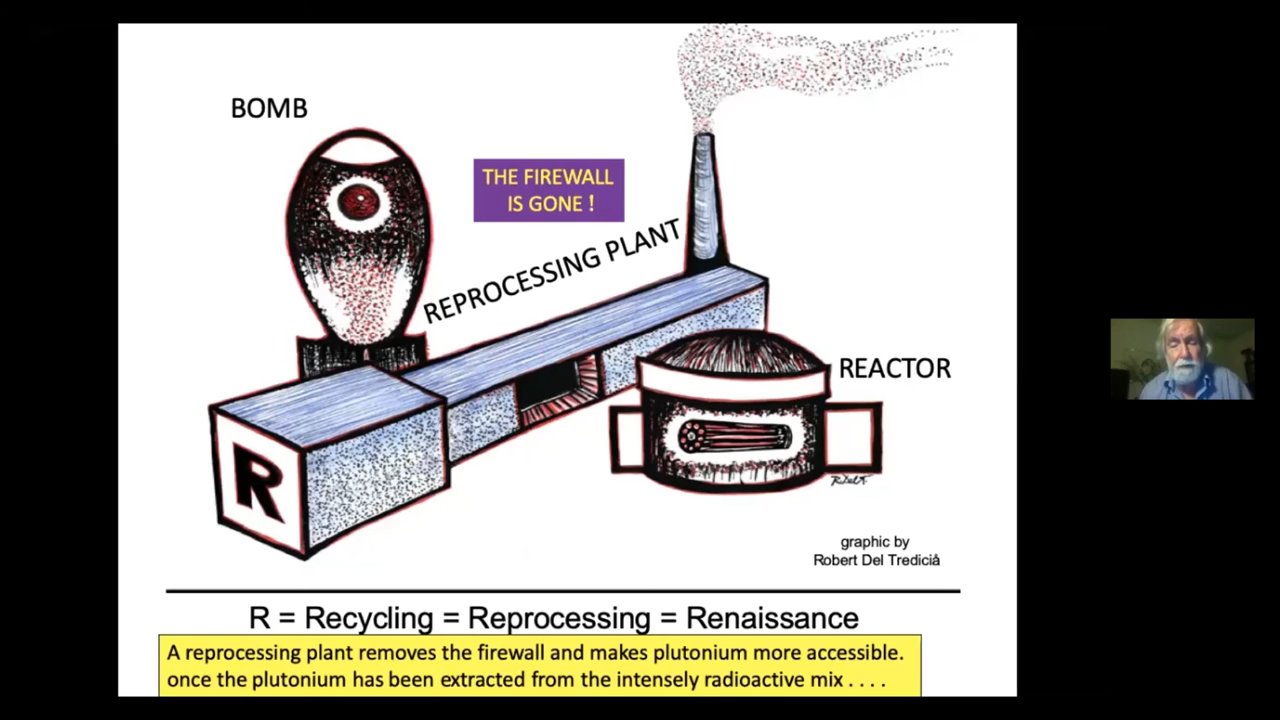 BOMB
THE FIREWALL
IS GONE !
REPROCESSING PLANT
REACTOR
R
graphic by
Robert Del Tredicià
R = Recycling = Reprocessing = Renaissance
A reprocessing plant removes the firewall and makes plutonium more accessible.
once the plutonium has been extracted from the intensely radioactive mix . . . .